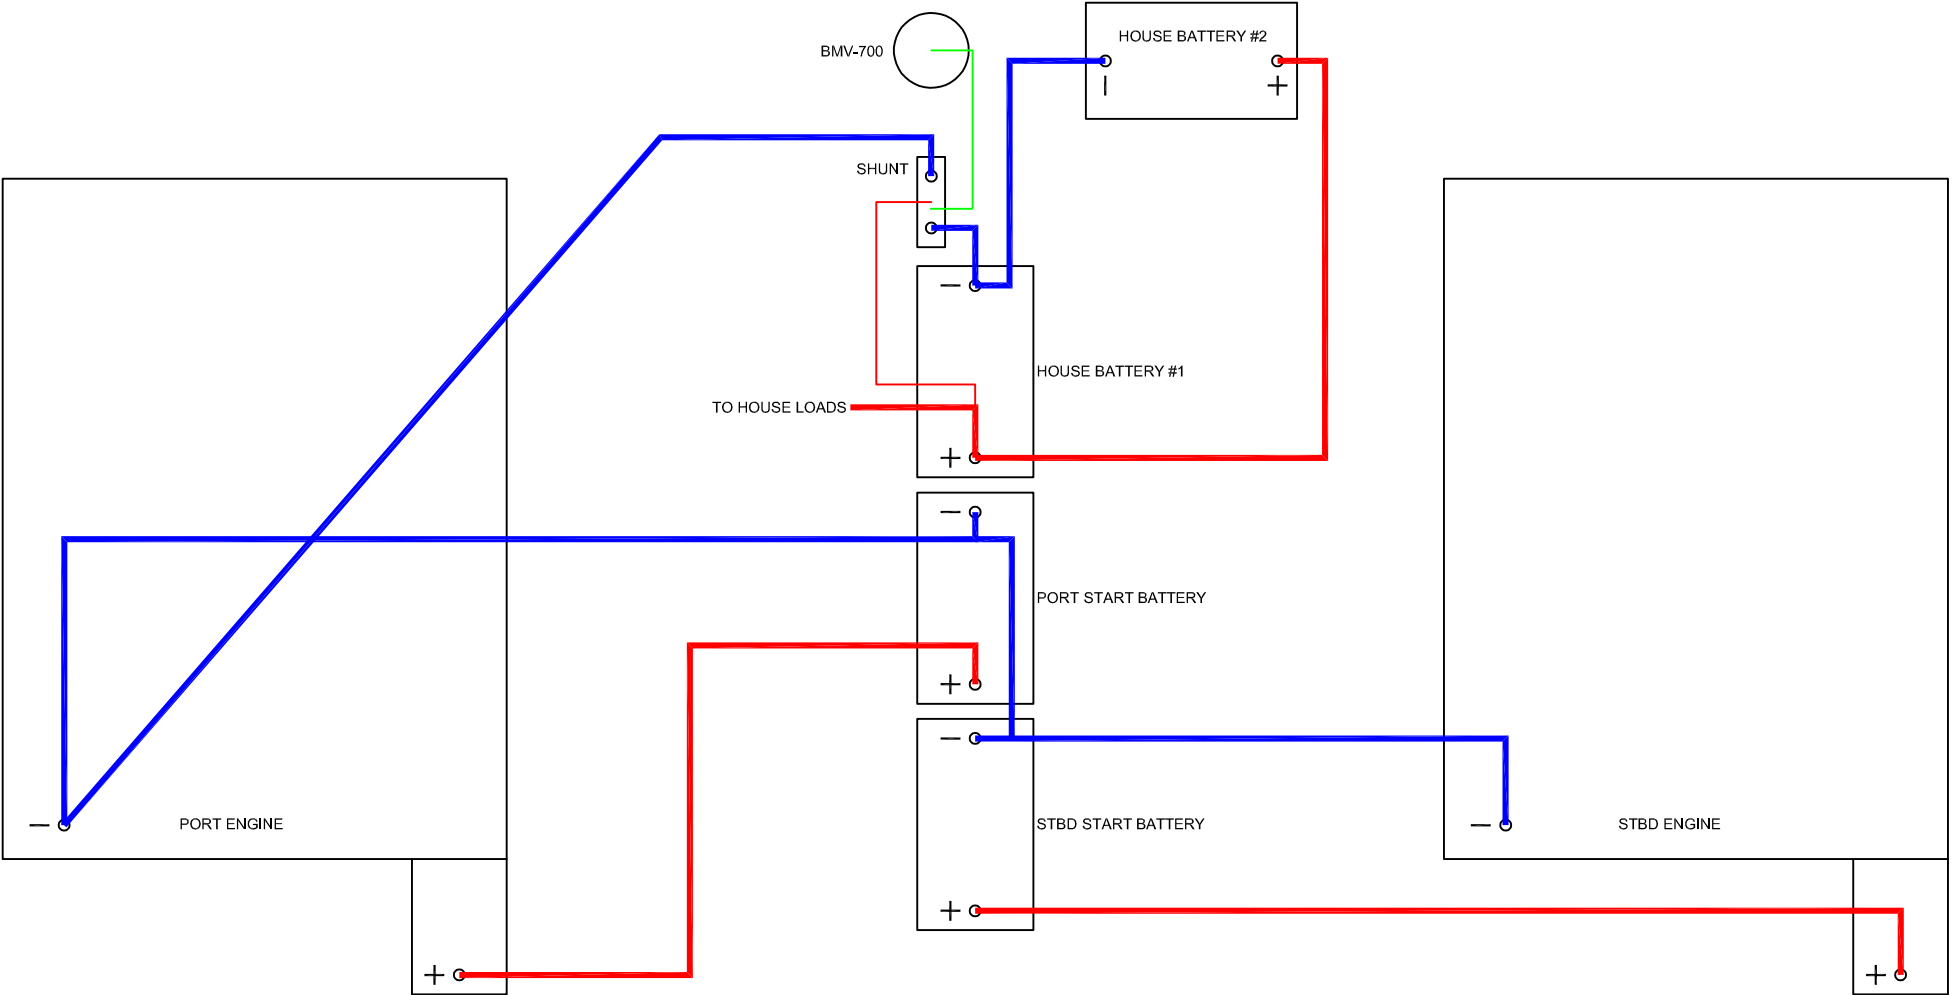 HOUSE BATTERY #2
BMV-700
SHUNT
HOUSE BATTERY #1
TO HOUSE LOADS
PORT START BATTERY
PORT ENGINE
STBD START BATTERY
STBD ENGINE